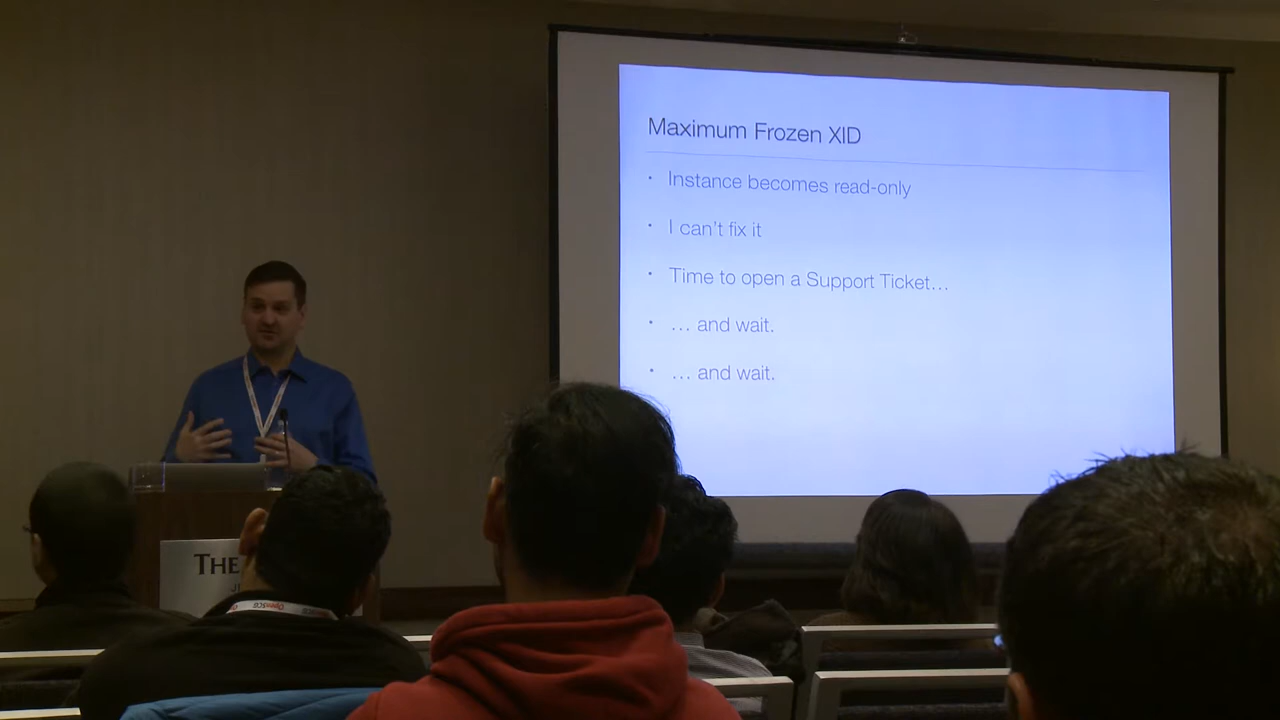 Maximum Frozen XID
· Instance becomes read-only
· I can't fix it
· Time to open a Support Ticket…
· … and wait.
· … and wait.
THE